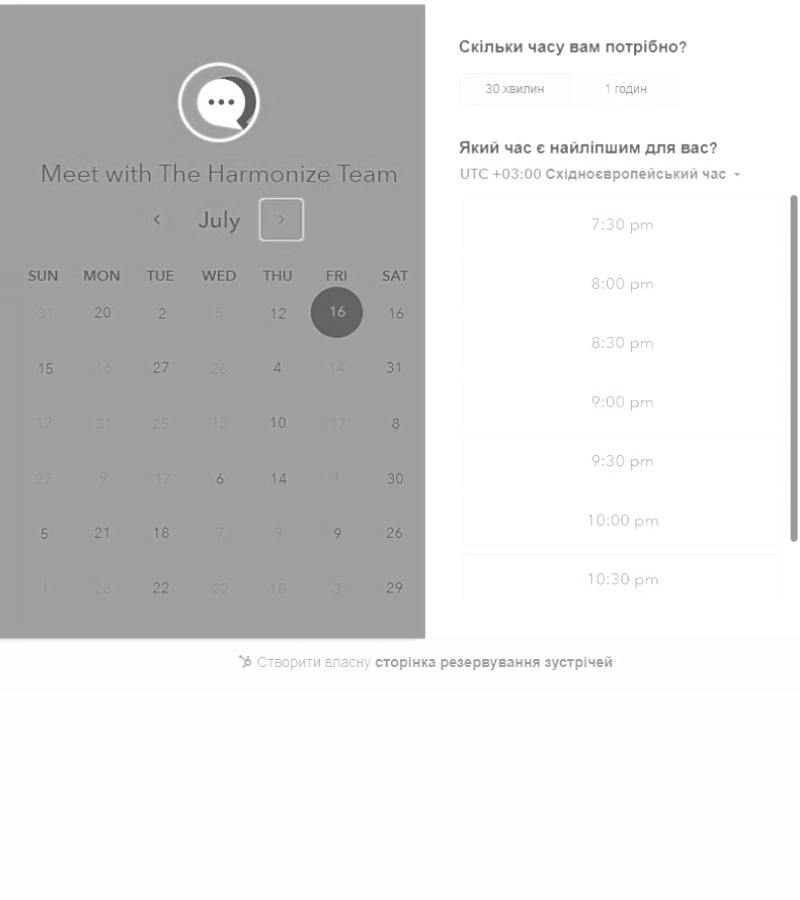 Meet with The Harmonize Team
July
SUN MON TUE WED THU FRI SAT
31 20 2 5 12 16 16
15 16 27 28 4 14 31
12 31 25 13 10 17 8
27 9 17 6 14 1 30
5 21 18 7 9 9 26
1 28 22 22 18 3 29
Скільки часу вам потрібно?
30 хвилин 1 годин
Який час є найліпшим для вас?
UTC +03:00 Східноєвропейський час
7:30 pm
8:00 pm
8:30 pm
9:00 pm
9:30 pm
10:00 pm
10:30 pm
Створити власну сторінка резервування зустрічей